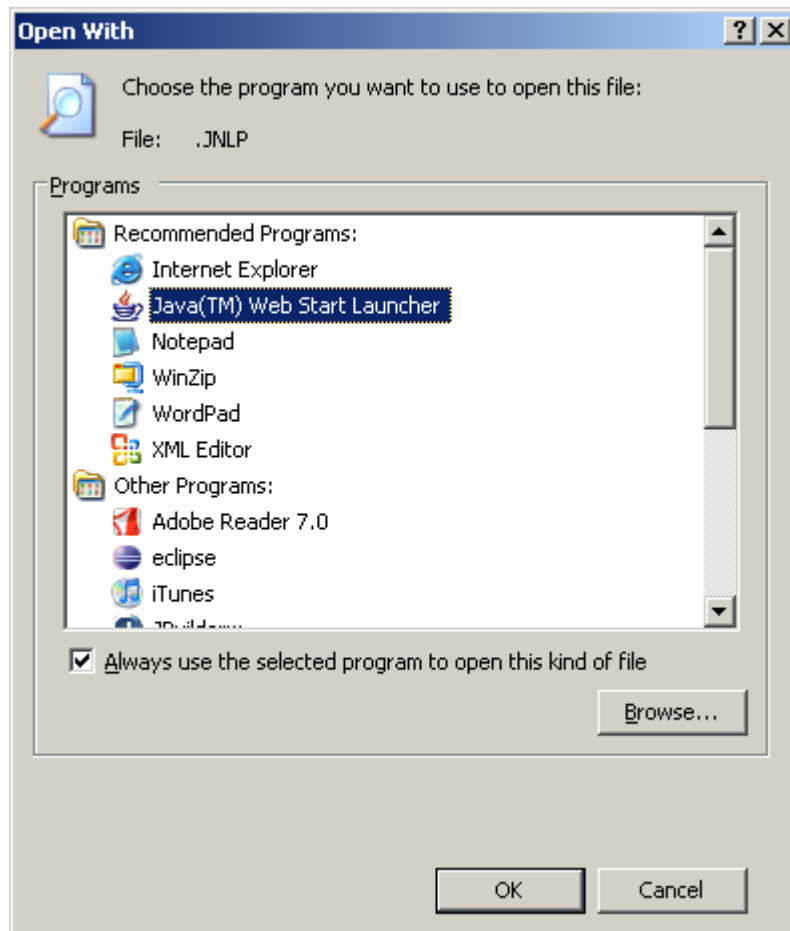 Open With
Choose the program you want to use to open this file:
File: .JNLP
Programs
Recommended Programs:
Internet Explorer
Java(TM) Web Start Launcher
Notepad
WinZip
WordPad
XML Editor
Other Programs:
Adobe Reader 7.0
eclipse
iTunes
Always use the selected program to open this kind of file
Browse...
OK Cancel